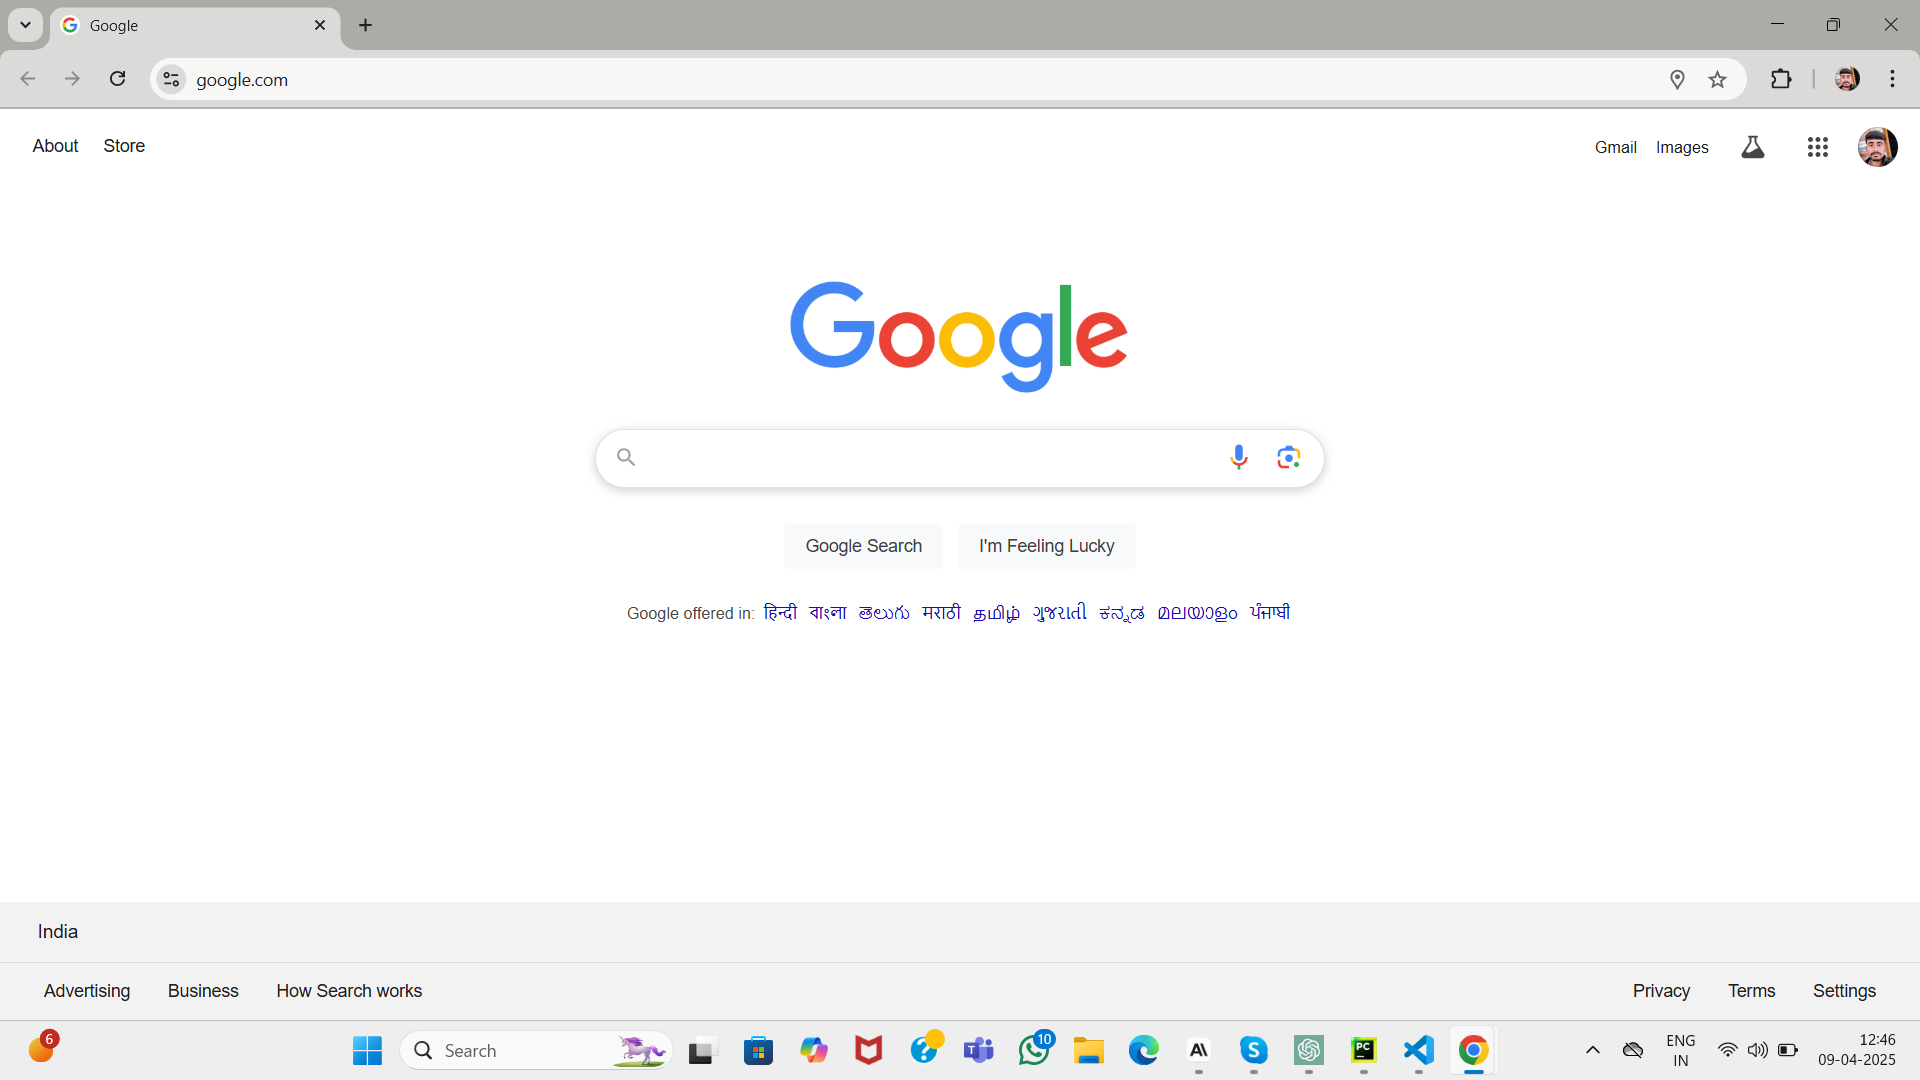 Google
google.com
About Store
Gmail Images
Google
Google Search I'm Feeling Lucky
Google offered in: हिन्दी বাংলা తెలుగు मराठी தமிழ் ગુજરાતી ಕನ್ನಡ മലയാളം ਪੰਜਾਬੀ
India
Advertising Business How Search works
Privacy Terms Settings
6
Search
10
PC
ENG
IN
12:46
09-04-2025